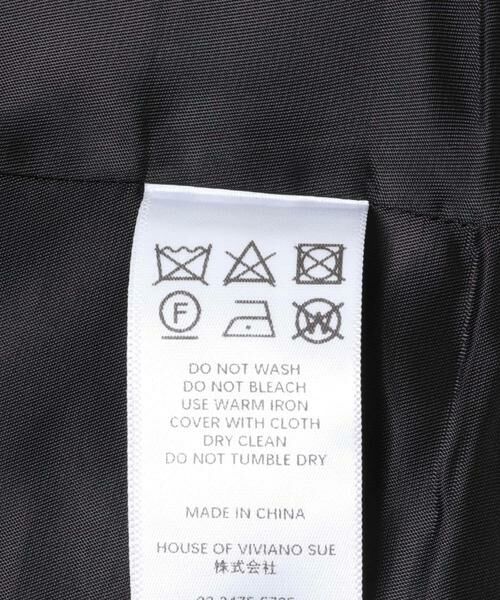 F
W
DO NOT WASH
DO NOT BLEACH
USE WARM IRON
COVER WITH CLOTH
DRY CLEAN
DO NOT TUMBLE DRY
MADE IN CHINA
HOUSE OF VIVIANO SUE
株式会社